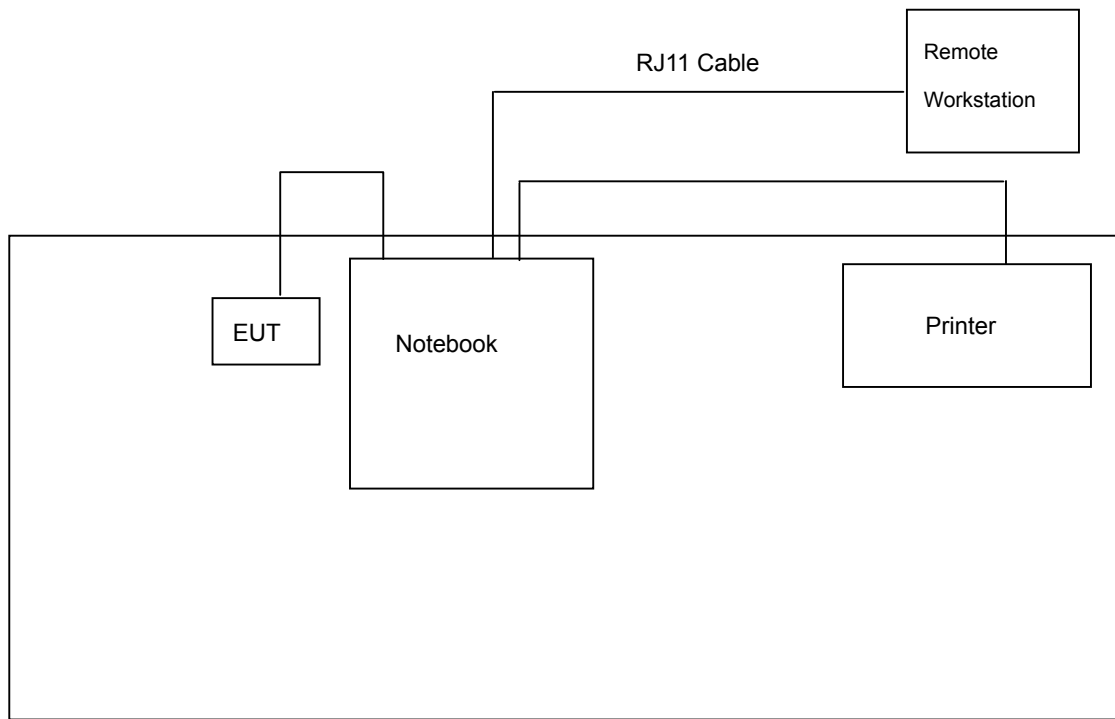 RJ11 Cable
Remote
Workstation
EUT
Notebook
Printer